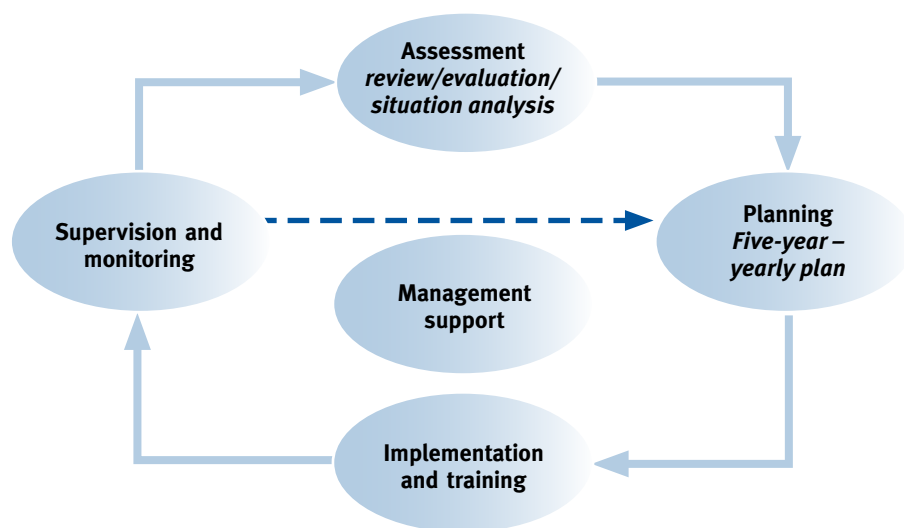 Assessment
review/evaluation/
situation analysis
Supervision and
monitoring
Planning
Five-year –
yearly plan
Management
support
Implementation
and training